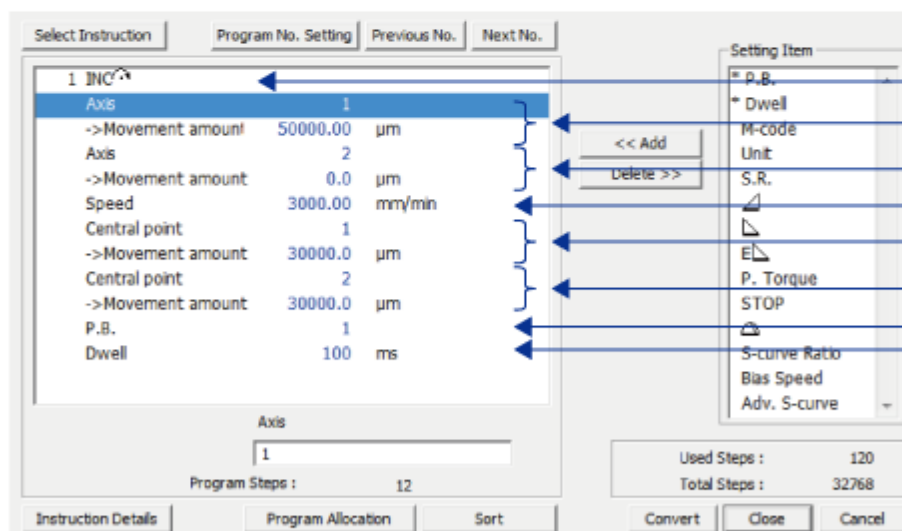 Select Instruction Program No. Setting Previous No. Next No.
1 INC
Axis 1
->Movement amount 50000.00 µm
Axis 2
->Movement amount 0.0 µm
Speed 3000.00 mm/min
Central point 1
->Movement amount 30000.0 µm
Central point 2
->Movement amount 30000.0 µm
P.B. 1
Dwell 100 ms
<< Add
Delete >>
Setting Item
* P.B.
* Dwell
M-code
Unit
S.R.
E
P. Torque
STOP
S-curve Ratio
Bias Speed
Adv. S-curve
Axis
1
Program Steps : 12
Used Steps : 120
Total Steps : 32768
Instruction Details Program Allocation Sort Convert Close Cancel